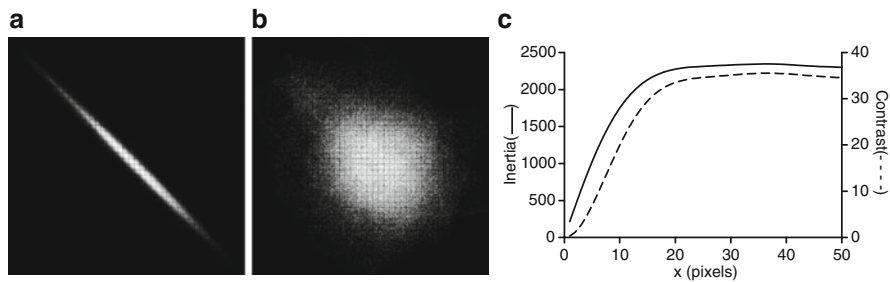 a
b
c
2500
2000
1500
1000
500
0
Inertia(—)
40
30
20
10
0
Contrast(- - - -)
0 10 20 30 40 50
x (pixels)